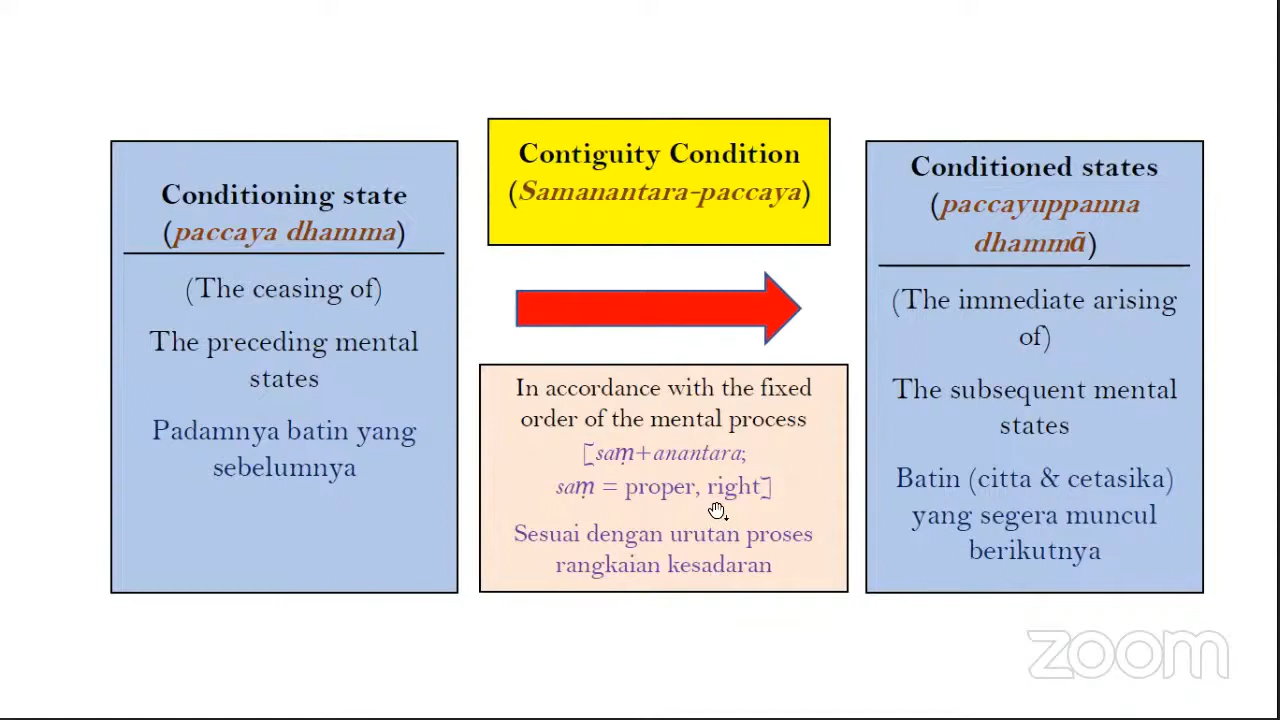 Conditioning state
(paccaya dhamma)
(The ceasing of)
The preceding mental
states
Padamnya batin yang
sebelumnya
Contiguity Condition
(Samanantara-paccaya)
In accordance with the fixed
order of the mental process
[saṃ+anantara;
saṃ = proper, right]
Sesuai dengan urutan proses
rangkaian kesadaran
Conditioned states
(paccayuppanna
dhammā)
(The immediate arising
of)
The subsequent mental
states
Batin (citta & cetasika)
yang segera muncul
berikutnya
zoom